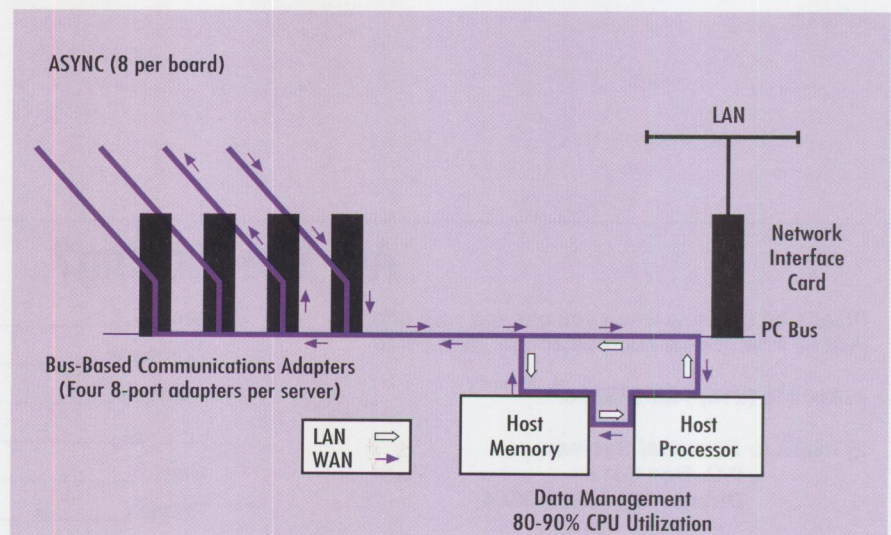 ASYNC (8 per board)
LAN
Network
Interface
Card
PC Bus
Bus-Based Communications Adapters
(Four 8-port adapters per server)
LAN
WAN
Host
Memory
Host
Processor
Data Management
80-90% CPU Utilization